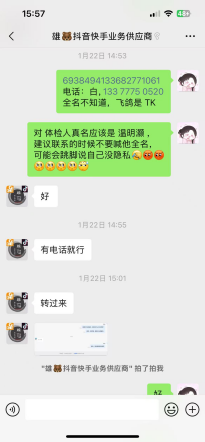 15:57
48
雄🐻抖音快手业务供应商
1月22日 14:53
6938494133682771061
电话：白, 133 7775 0520
全名不知道，飞鸽是 TK
对 体检人真名应该是 温明灏，
建议联系的时候不要喊他全名，
可能会跳脚说自己没隐私
好
1月22日 14:55
有电话就行
1月22日 15:01
转过来
"雄🐻抖音快手业务供应商" 拍了拍我
好